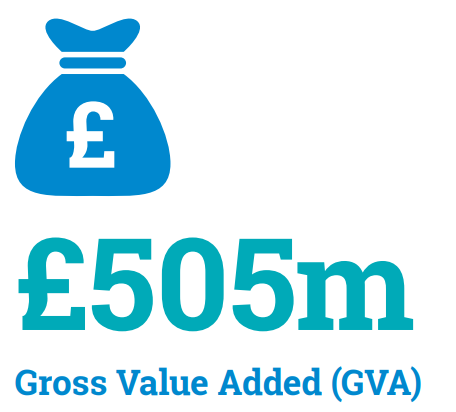 £
£505m
Gross Value Added (GVA)